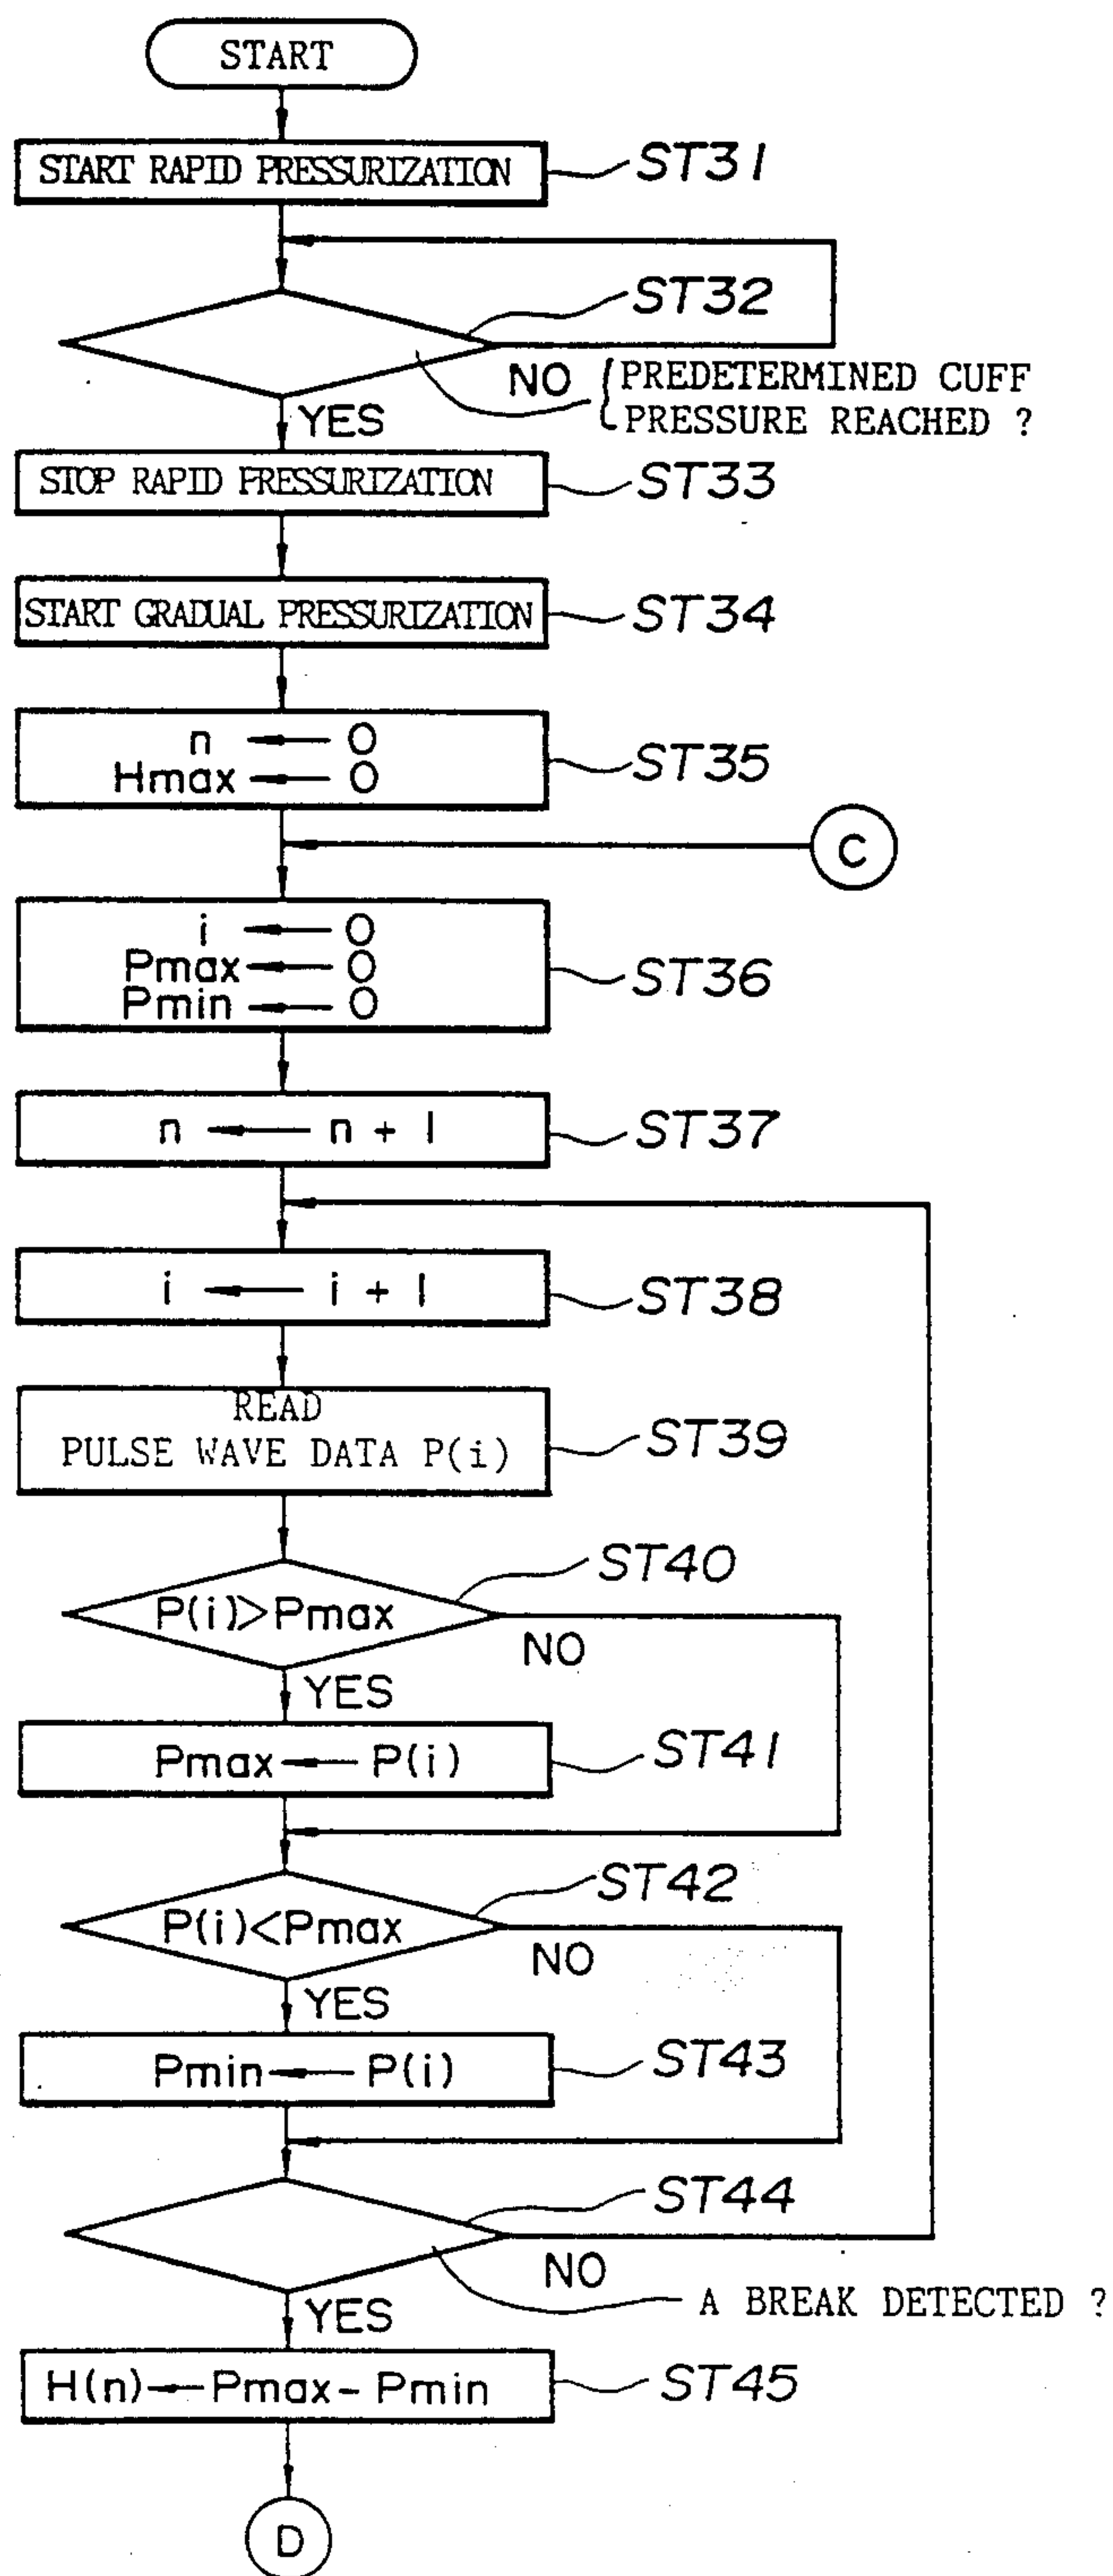 START
START RAPID PRESSURIZATION
ST31
ST32
NO
PREDETERMINED CUFF
PRESSURE REACHED ?
YES
STOP RAPID PRESSURIZATION
ST33
START GRADUAL PRESSURIZATION
ST34
n ← 0
Hmax ← 0
ST35
C
i ← 0
Pmax ← 0
Pmin ← 0
ST36
n ← n + 1
ST37
i ← i + 1
ST38
READ
PULSE WAVE DATA P(i)
ST39
ST40
P(i)>Pmax
NO
YES
Pmax ← P(i)
ST41
ST42
P(i)<Pmax
NO
YES
Pmin ← P(i)
ST43
ST44
NO
A BREAK DETECTED ?
YES
H(n) ← Pmax - Pmin
ST45
D